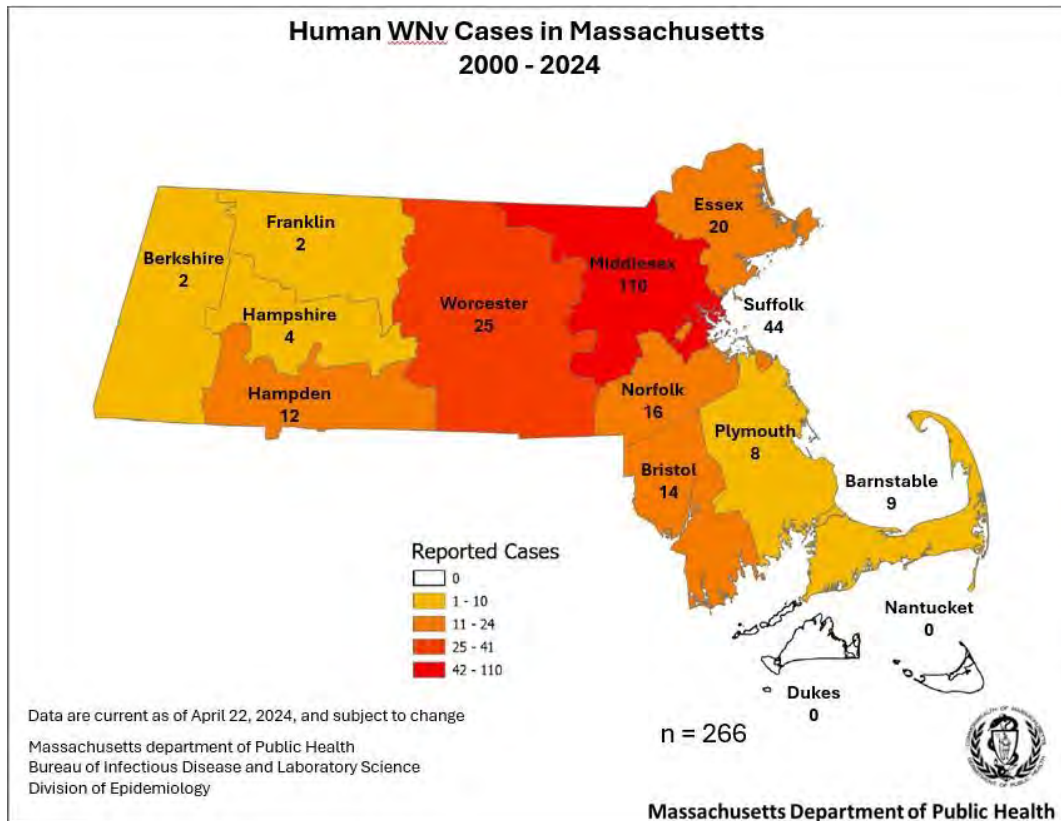 Human WNv Cases in Massachusetts
2000 - 2024
Essex
20
Franklin
2
Berkshire
2
Middlesex
110
Suffolk
44
Worcester
25
Hampshire
4
Hampden
12
Norfolk
16
Plymouth
8
Bristol
14
Barnstable
9
Reported Cases
0
1 - 10
11 - 24
25 - 41
42 - 110
Nantucket
0
Dukes
0
Data are current as of April 22, 2024, and subject to change
n = 266
Massachusetts department of Public Health
Bureau of Infectious Disease and Laboratory Science
Division of Epidemiology
Massachusetts Department of Public Health